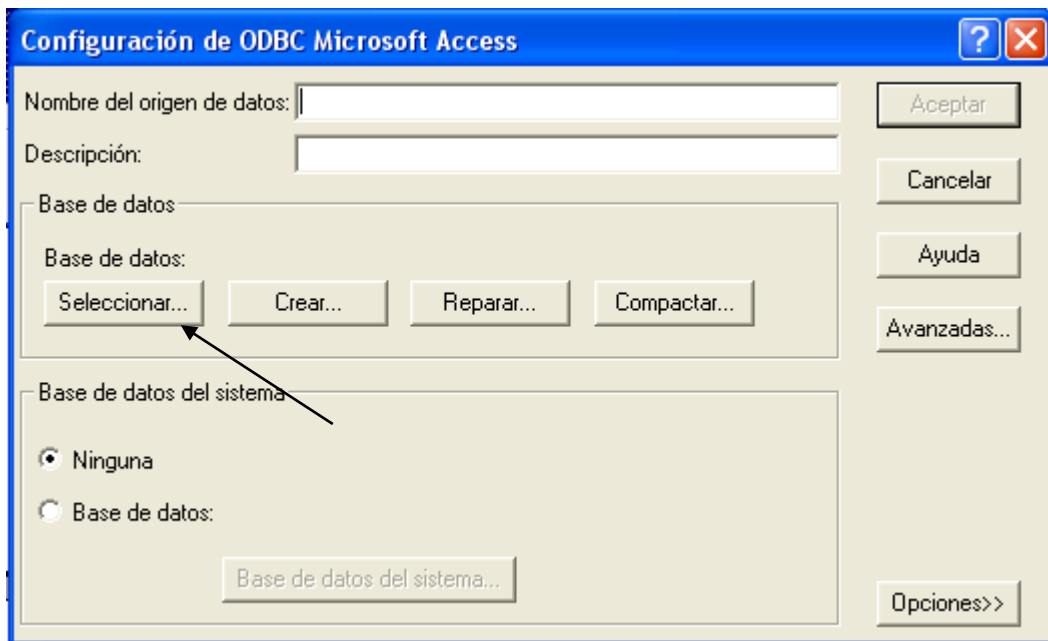 Configuración de ODBC Microsoft Access
Nombre del origen de datos:
Aceptar
Descripción:
Cancelar
Base de datos
Base de datos:
Ayuda
Seleccionar... Crear... Reparar... Compactar...
Avanzadas...
Base de datos del sistema
Ninguna
Base de datos:
Base de datos del sistema...
Opciones>>